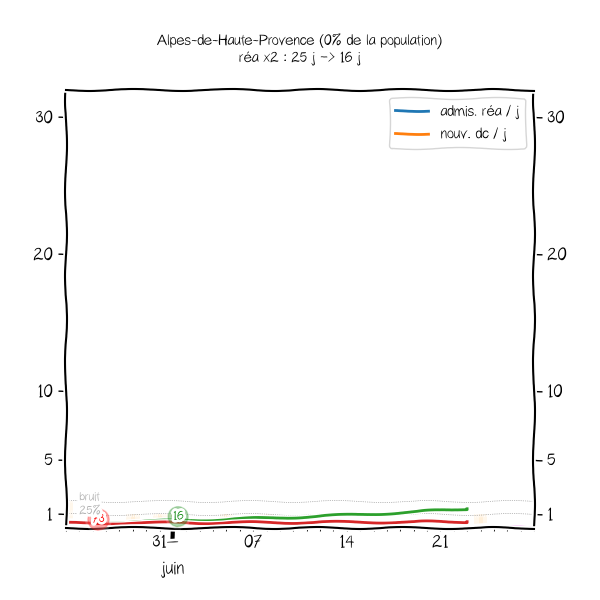 Alpes-de-Haute-Provence (0% de la population)
réa x2 : 25 j -> 16 j
admis. réa / j
nouv. dc / j
30
30
20
20
10
10
5
5
bruit
25%
16
1
1
31
07
14
21
juin